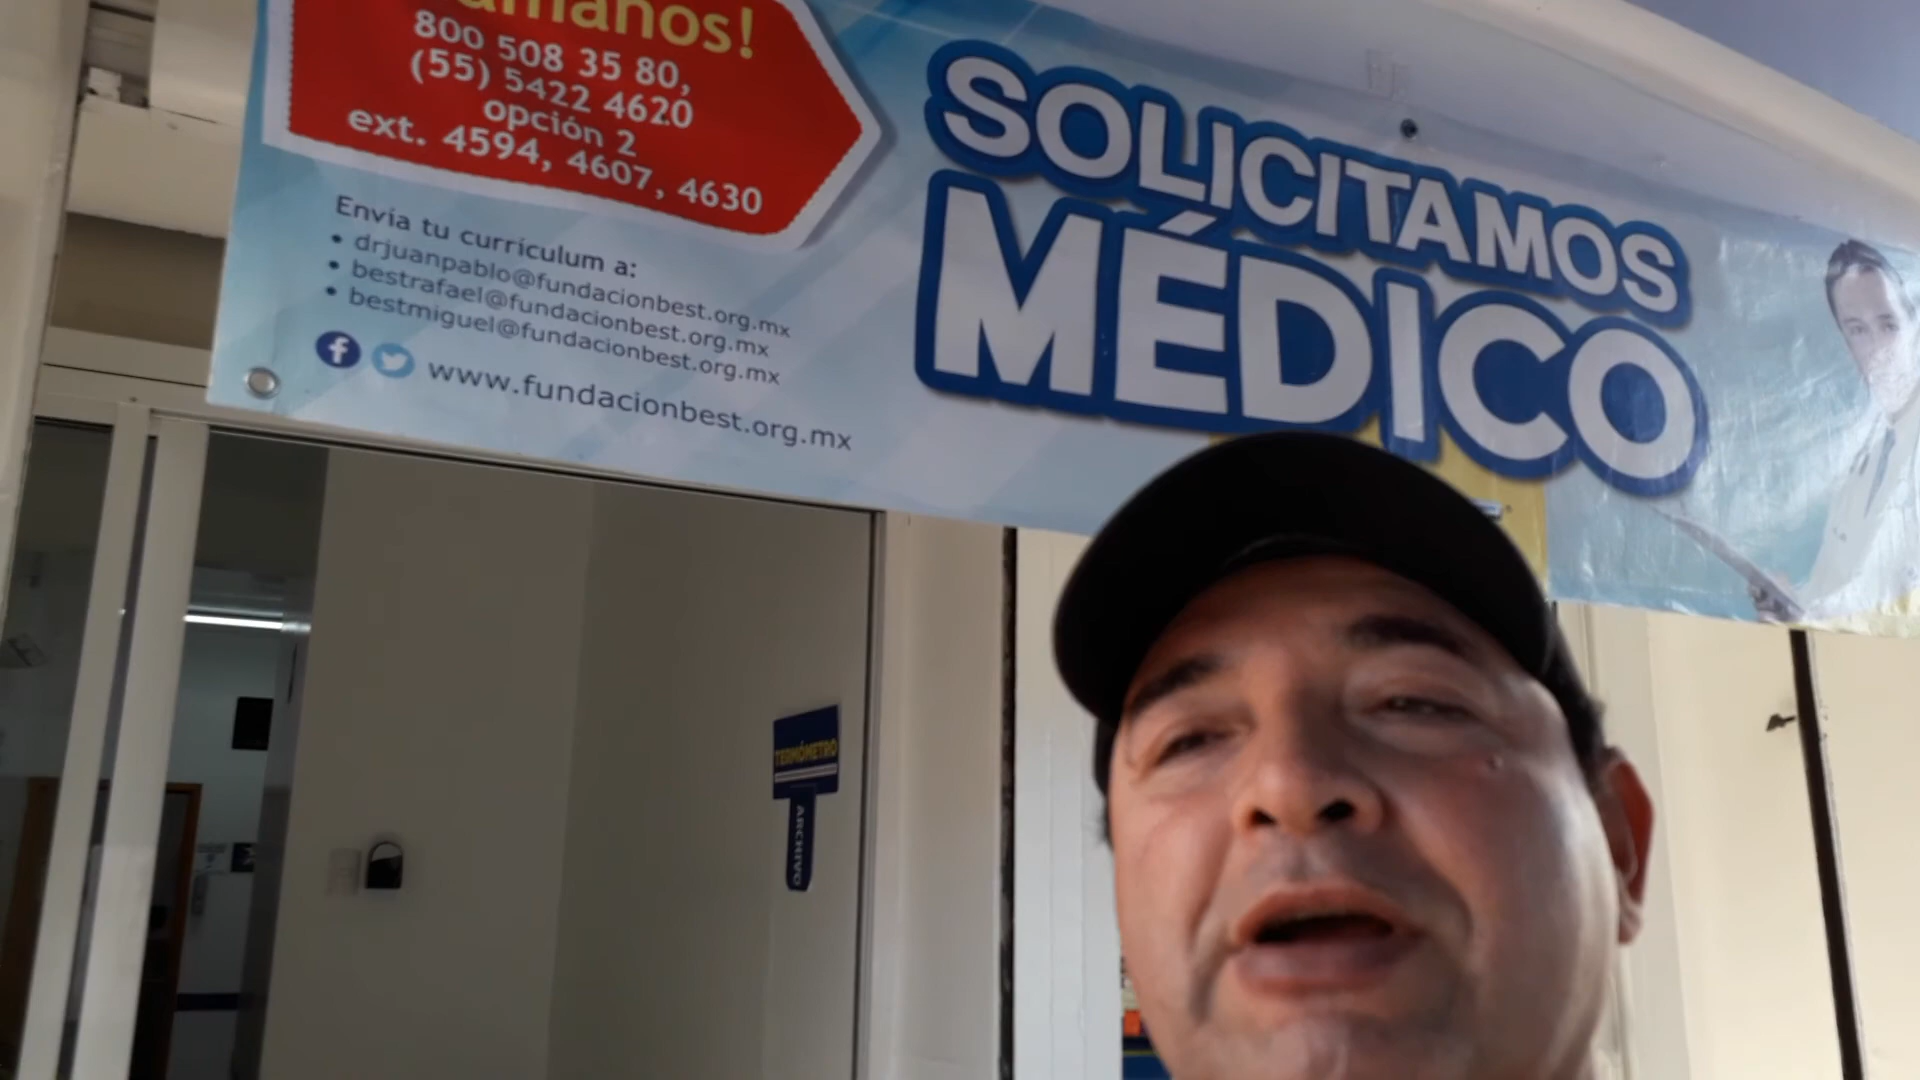 ¡Llámanos!
800 508 35 80,
(55) 5422 4620
opción 2
ext. 4594, 4607, 4630
Envía tu currículum a:
• drjuanpablo@fundacionbest.org.mx
• bestrafael@fundacionbest.org.mx
• bestmiguel@fundacionbest.org.mx
www.fundacionbest.org.mx
SOLICITAMOS
MÉDICO
TERMÓMETRO
ARCHIVO